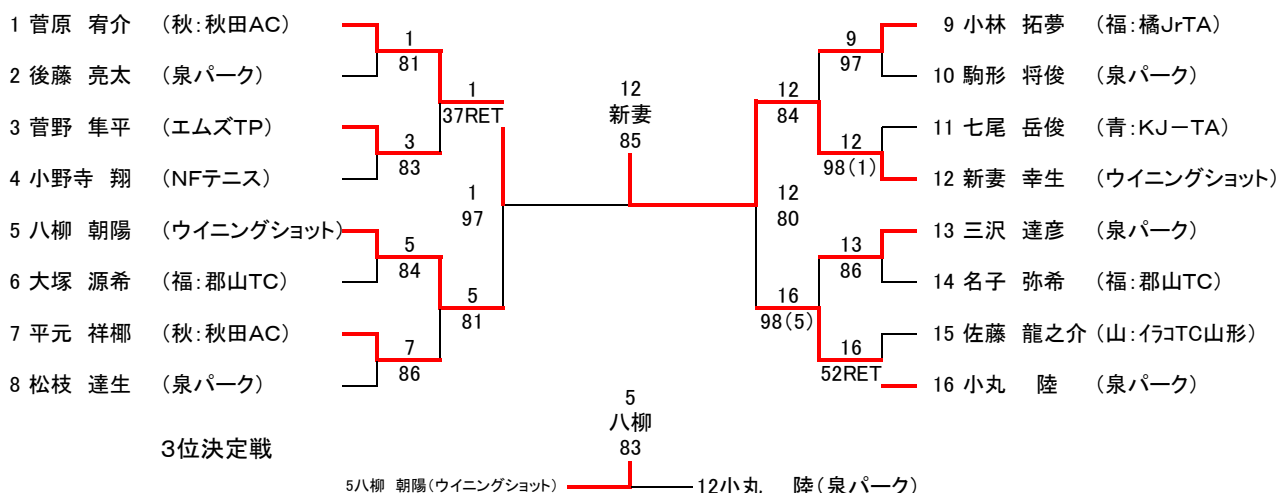 1 菅原 宥介 (秋:秋田AC)
2 後藤 亮太 (泉パーク)
3 菅野 隼平 (エムズTP)
4 小野寺 翔 (NFテニス)
5 八柳 朝陽 (ウイニングショット)
6 大塚 源希 (福:郡山TC)
7 平元 祥椰 (秋:秋田AC)
8 松枝 達生 (泉パーク)
1
81
3
83
5
84
7
86
1
37RET
5
81
1
97
12
新妻
85
12
80
12
84
16
98(5)
9
97
12
98(1)
13
86
16
52RET
9 小林 拓夢 (福:橘JrTA)
10 駒形 将俊 (泉パーク)
11 七尾 岳俊 (青:KJ-TA)
12 新妻 幸生 (ウイニングショット)
13 三沢 達彦 (泉パーク)
14 名子 弥希 (福:郡山TC)
15 佐藤 龍之介 (山:イラコTC山形)
16 小丸 陸 (泉パーク)
3位決定戦
5
八柳
83
5八柳 朝陽(ウイニングショット)
12小丸 陸(泉パーク)